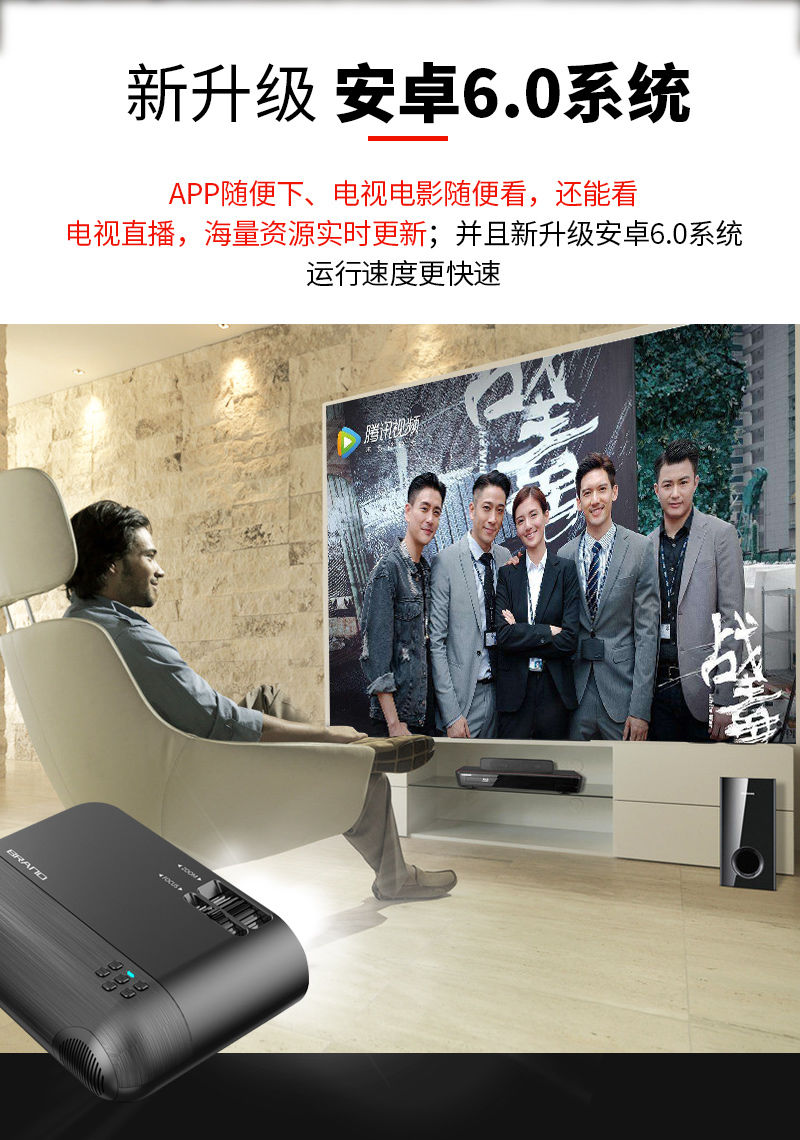 新升级 安卓6.0系统
APP随便下、电视电影随便看，还能看
电视直播，海量资源实时更新；并且新升级安卓6.0系统
运行速度更快速
战毒
腾讯视频
战毒
BRAND
◀ZOOM▶
◀FOCUS▶